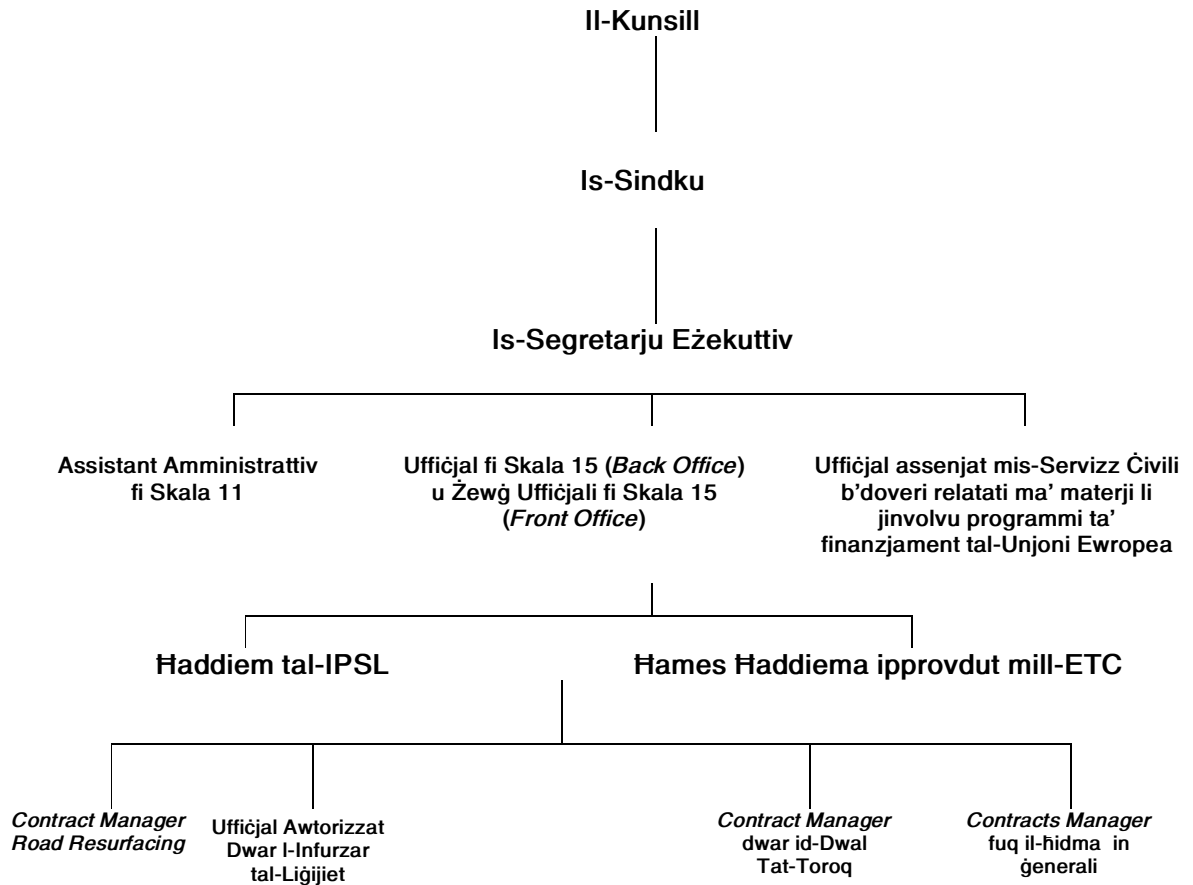 Il-Kunsill
Is-Sindku
Is-Segretarju Eżekuttiv
Assistant Amministrattiv
fi Skala 11
Uffiċjal fi Skala 15 (Back Office)
u Żewġ Uffiċjali fi Skala 15
(Front Office)
Uffiċjal assenjat mis-Servizz Ċivili
b'doveri relatati ma' materji li
jinvolvu programmi ta'
finanzjament tal-Unjoni Ewropea
Ħaddiem tal-IPSL
Ħames Ħaddiema ipprovdut mill-ETC
Contract Manager
Road Resurfacing
Uffiċjal Awtorizzat
Dwar l-Infurzar
tal-Liġijiet
Contract Manager
dwar id-Dwal
Tat-Toroq
Contracts Manager
fuq il-ħidma in
ġenerali